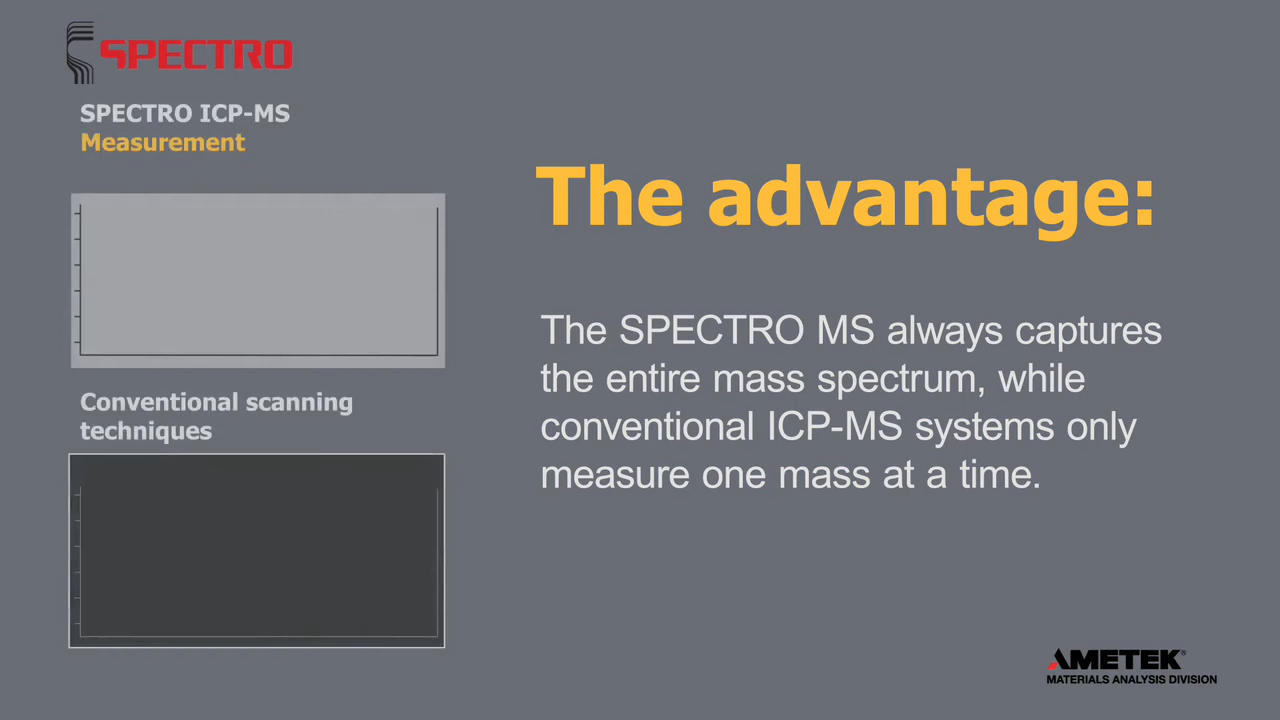 SPECTRO
SPECTRO ICP-MS
Measurement
Conventional scanning
techniques
The advantage:
The SPECTRO MS always captures
the entire mass spectrum, while
conventional ICP-MS systems only
measure one mass at a time.
AMETEK®
MATERIALS ANALYSIS DIVISION